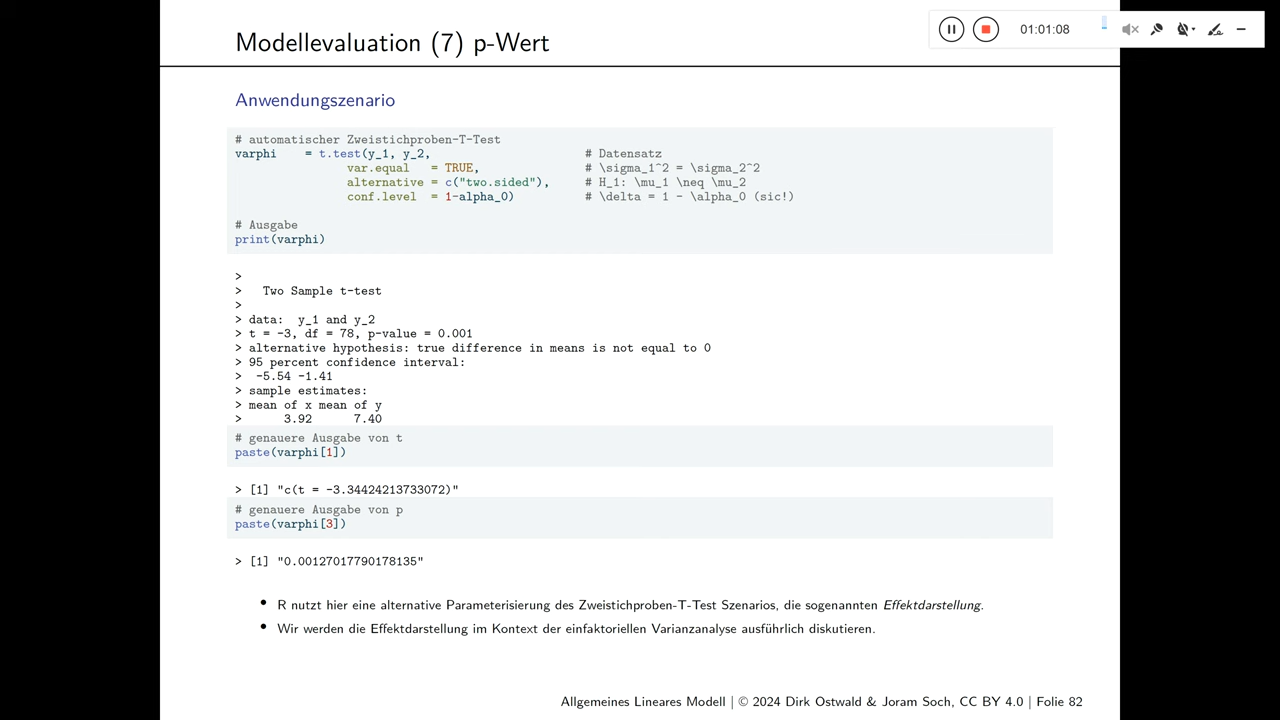 Modellevaluation (7) p-Wert
01:01:08
Anwendungszenario
# automatischer Zweistichproben-T-Test
varphi    = t.test(y_1, y_2,                      # Datensatz
                var.equal   = TRUE,               # \sigma_1^2 = \sigma_2^2
                alternative = c("two.sided"),     # H_1: \mu_1 \neq \mu_2
                conf.level  = 1-alpha_0)          # \delta = 1 - \alpha_0 (sic!)
# Ausgabe
print(varphi)
>
>   Two Sample t-test
>
> data:  y_1 and y_2
> t = -3, df = 78, p-value = 0.001
> alternative hypothesis: true difference in means is not equal to 0
> 95 percent confidence interval:
>  -5.54 -1.41
> sample estimates:
> mean of x mean of y
>      3.92      7.40
# genauere Ausgabe von t
paste(varphi[1])
> [1] "c(t = -3.34424213733072)"
# genauere Ausgabe von p
paste(varphi[3])
> [1] "0.00127017790178135"
• R nutzt hier eine alternative Parameterisierung des Zweistichproben-T-Test Szenarios, die sogenannten Effektdarstellung.
• Wir werden die Effektdarstellung im Kontext der einfaktoriellen Varianzanalyse ausführlich diskutieren.
Allgemeines Lineares Modell | © 2024 Dirk Ostwald & Joram Soch, CC BY 4.0 | Folie 82